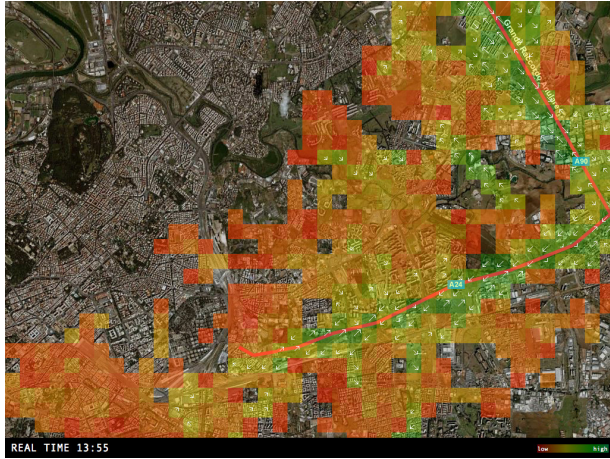 Grande Raccordo Anulare
A90
A24
REAL TIME 13:55
low
high